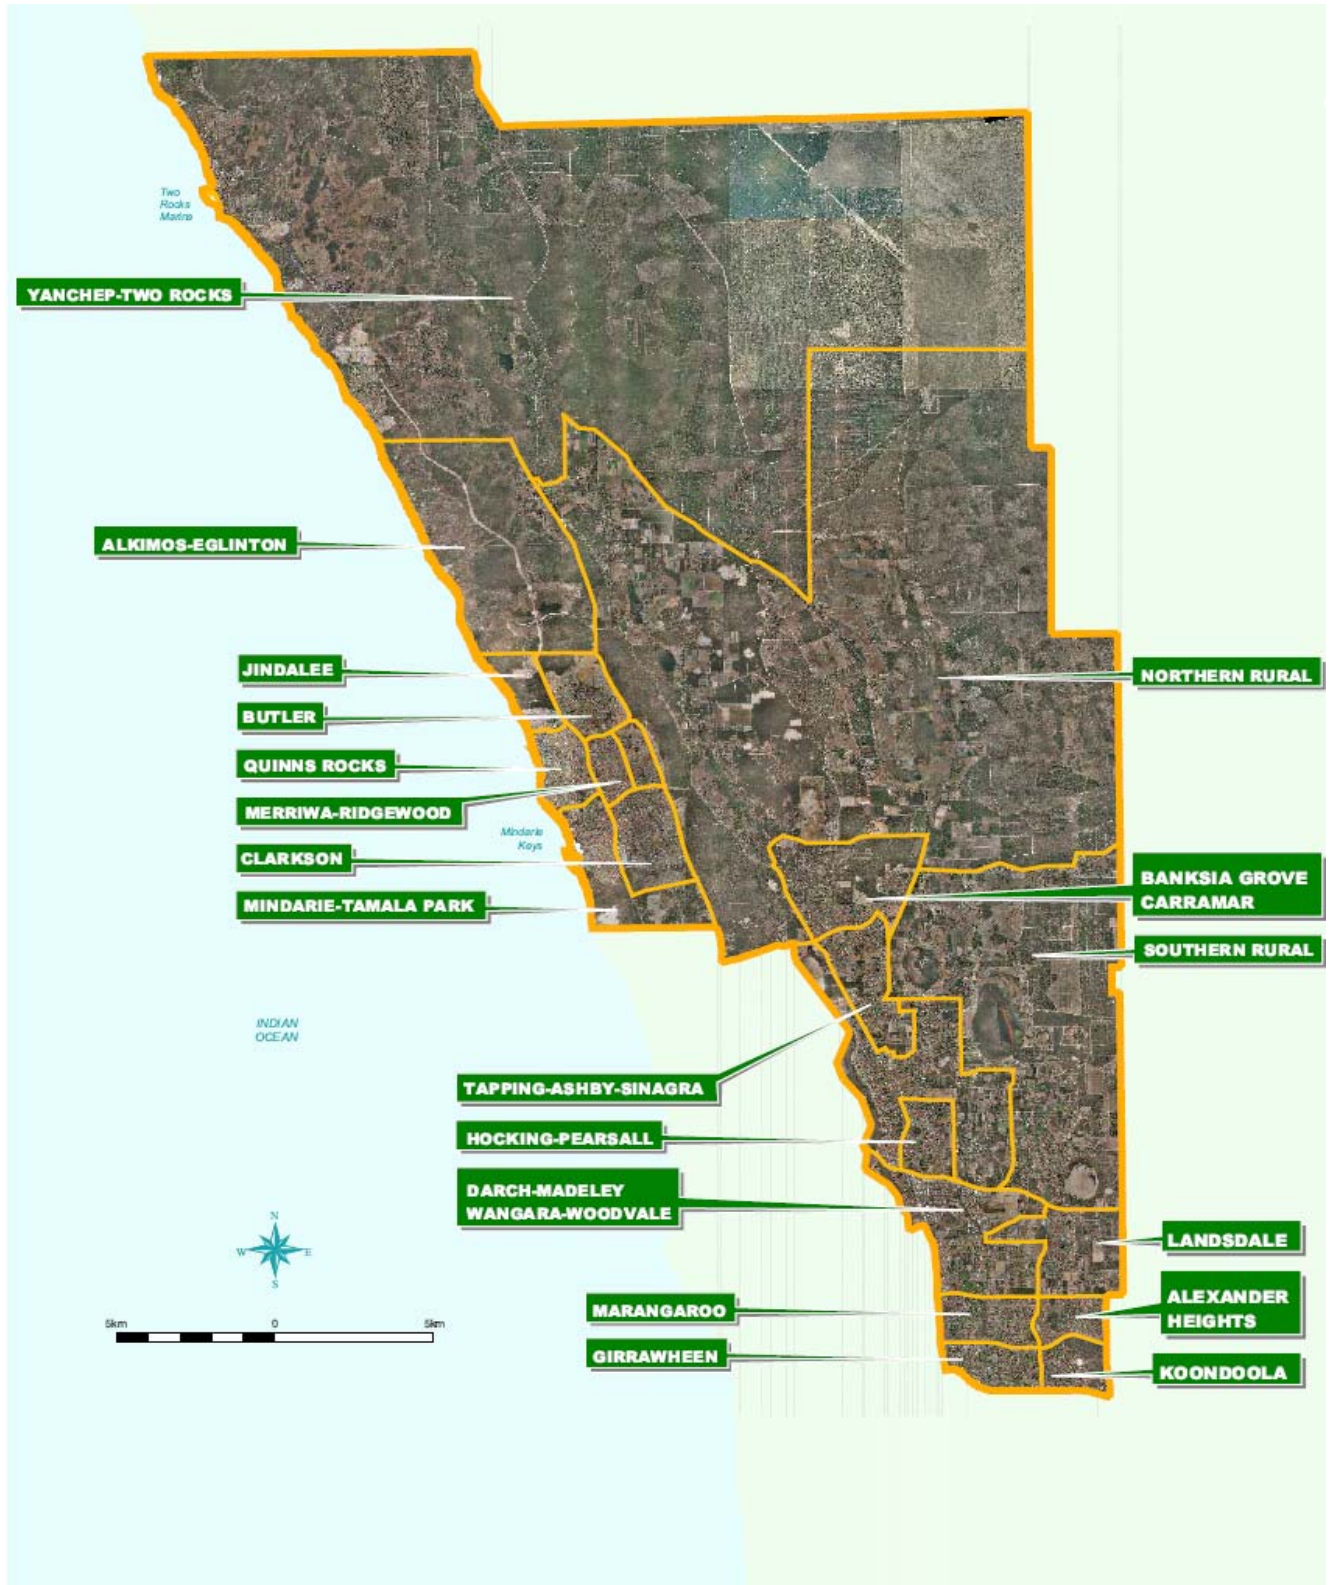 Two
Rocks
Marina
YANCHEP-TWO ROCKS
ALKIMOS-EGLINTON
JINDALEE
NORTHERN RURAL
BUTLER
QUINNS ROCKS
MERRIWA-RIDGEWOOD
Mindarie
Keys
CLARKSON
MINDARIE-TAMALA PARK
BANKSIA GROVE
CARRAMAR
SOUTHERN RURAL
INDIAN
OCEAN
TAPPING-ASHBY-SINAGRA
HOCKING-PEARSALL
DARCH-MADELEY
WANGARA-WOODVALE
LANDSDALE
N
W E
S
MARANGAROO
ALEXANDER
HEIGHTS
5km 0 5km
GIRRAWHEEN
KOONDOOLA